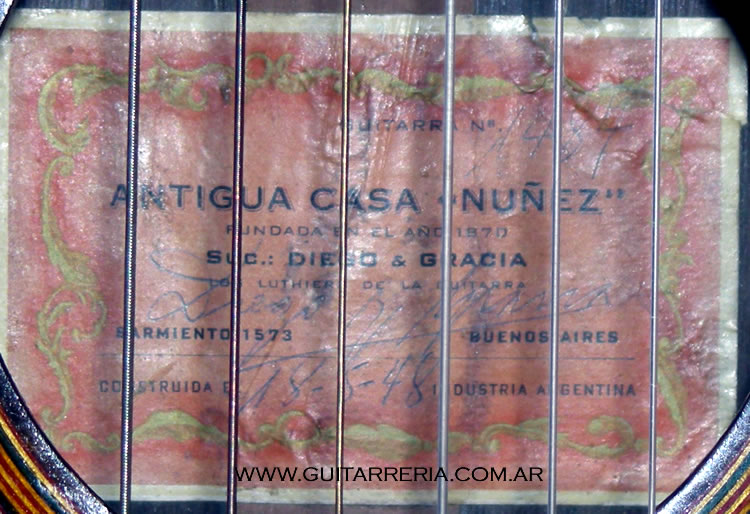 GUITARRA Nº.
ANTIGUA CASA «NUÑEZ»
FUNDADA EN EL AÑO 1870
SUC.: DIEGO & GRACIA
LOS LUTHIERS DE LA GUITARRA
SARMIENTO 1573 BUENOS AIRES
CONSTRUIDA EL 18-5-48 INDUSTRIA ARGENTINA
WWW.GUITARRERIA.COM.AR